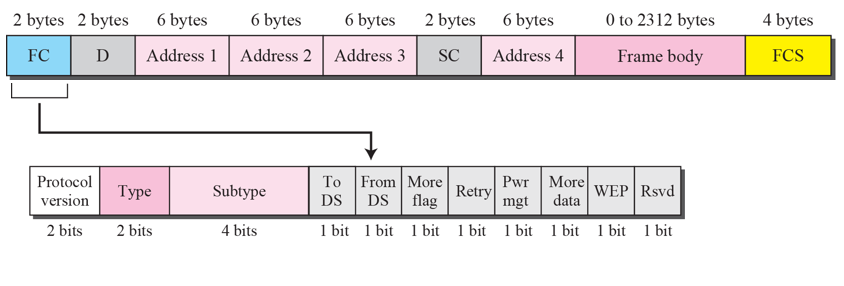 2 bytes 2 bytes 6 bytes 6 bytes 6 bytes 2 bytes 6 bytes 0 to 2312 bytes 4 bytes
FC D Address 1 Address 2 Address 3 SC Address 4 Frame body FCS
Protocol version Type Subtype To DS From DS More flag Retry Pwr mgt More data WEP Rsvd
2 bits 2 bits 4 bits 1 bit 1 bit 1 bit 1 bit 1 bit 1 bit 1 bit 1 bit